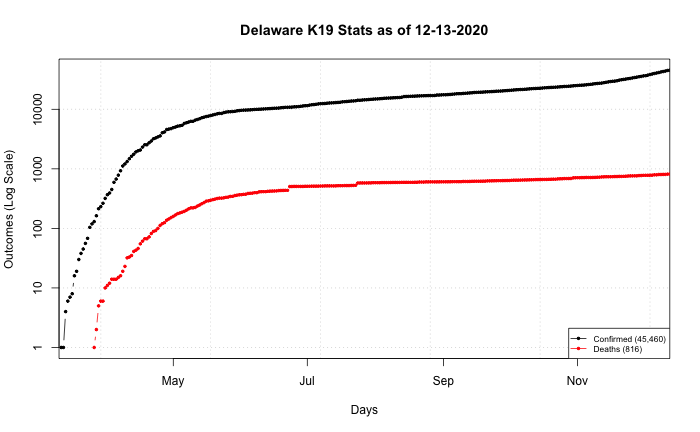 Delaware K19 Stats as of 12-13-2020
Outcomes (Log Scale)
10000
1000
100
10
1
May Jul Sep Nov
Days
Confirmed (45,460)
Deaths (816)